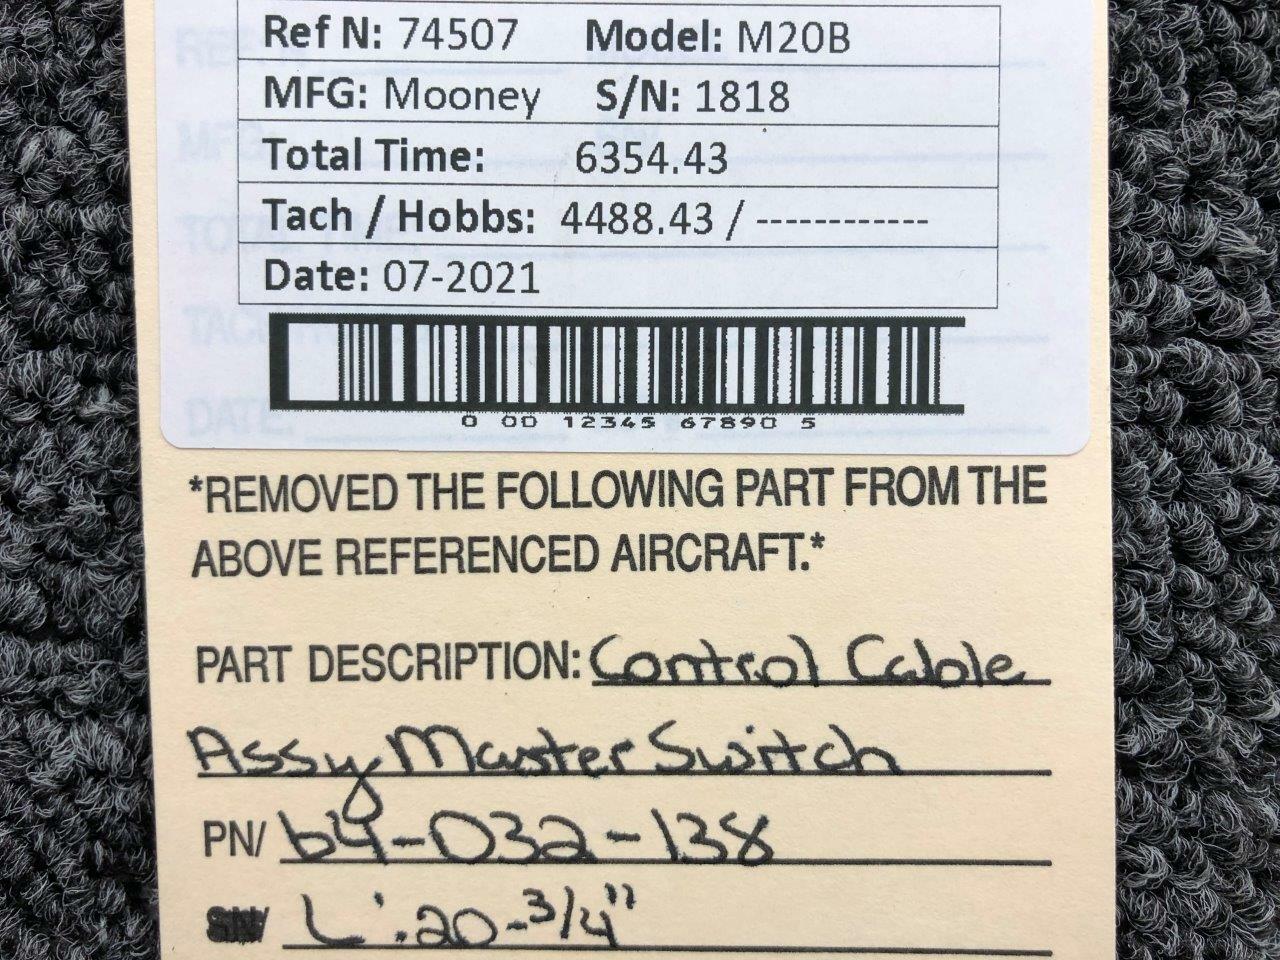 Ref N: 74507 Model: M20B
MFG: Mooney S/N: 1818
Total Time: 6354.43
Tach / Hobbs: 4488.43 / ------------
Date: 07-2021
0 00 12345 67890 5
*REMOVED THE FOLLOWING PART FROM THE
ABOVE REFERENCED AIRCRAFT.*
PART DESCRIPTION: Control Cable
Assy Master Switch
PN/ 64-032-138
SN/ L: 20-3/4"